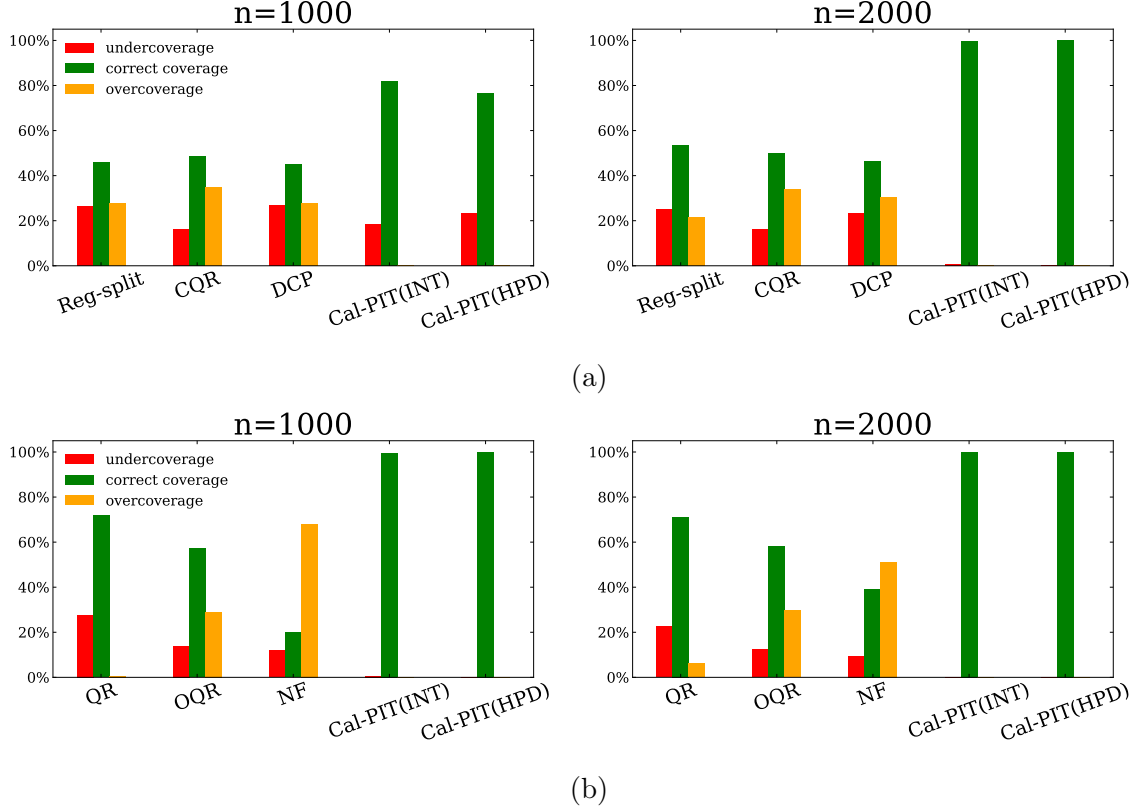 n=1000
n=2000
100%
80%
60%
40%
20%
0%
undercoverage
correct coverage
overcoverage
Reg-split
CQR
DCP
Cal-PIT(INT)
Cal-PIT(HPD)
100%
80%
60%
40%
20%
0%
Reg-split
CQR
DCP
Cal-PIT(INT)
Cal-PIT(HPD)
(a)
n=1000
n=2000
100%
80%
60%
40%
20%
0%
undercoverage
correct coverage
overcoverage
QR
OQR
NF
Cal-PIT(INT)
Cal-PIT(HPD)
100%
80%
60%
40%
20%
0%
QR
OQR
NF
Cal-PIT(INT)
Cal-PIT(HPD)
(b)